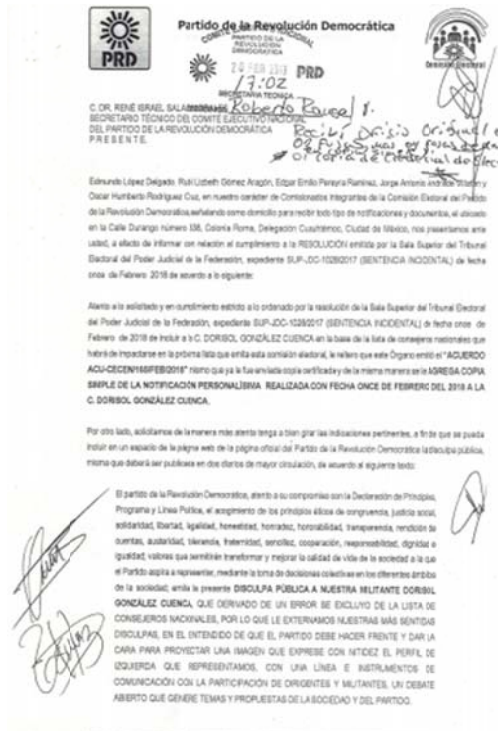 Partido de la Revolución Democrática
PRD
COMITÉ EJECUTIVO NACIONAL
PARTIDO DE LA
REVOLUCIÓN
DEMOCRÁTICA
PRD
17:02
SECRETARÍA TÉCNICA
Comisión Electoral
C. DR. RENÉ ISRAEL
Roberto Rangel
SECRETARIO TÉCNICO DEL COMITÉ EJECUTIVO NACIONAL
DEL PARTIDO DE LA REVOLUCIÓN DEMOCRÁTICA
P R E S E N T E.
Recibí Original
copia de
Edmundo López Delgado, Rutil Lizbeth Gómez Aragón, Edgar Emilio Pereyra Ramírez, Jorge Antonio y
Oscar Humberto Rodríguez Cruz, en nuestro carácter de Comisionados Integrantes de la Comisión Electoral del Partido
de la Revolución Democrática, señalando como domicilio para recibir todo tipo de notificaciones y documentos, el ubicado
en la Calle Durango número 338, Colonia Roma, Delegación Cuauhtémoc, Ciudad de México, nos presentamos ante
usted, a efecto de informar con relación al cumplimiento a la RESOLUCIÓN emitida por la Sala Superior del Tribunal
Electoral del Poder Judicial de la Federación, expediente SUP-JDC-1028/2017 (SENTENCIA INCIDENTAL) de fecha
once de Febrero 2018 de acuerdo a lo siguiente:
Atento a lo solicitado y en cumplimiento estricto a lo ordenado por la resolución de la Sala Superior del Tribunal Electoral
del Poder Judicial de la Federación, expediente SUP-JDC-1028/2017 (SENTENCIA INCIDENTAL) de fecha once de
Febrero de 2018 de incluir a la C. DORISOL GONZÁLEZ CUENCA en la base de la lista de consejeros nacionales que
habrá de impactarse en la próxima lista que emita esta comisión electoral, le reitero que este Órgano emitió el "ACUERDO
ACU-CECEN/165/FEB/2018" mismo que ya le fue enviada copia certificada y de la misma manera se le AGREGA COPIA
SIMPLE DE LA NOTIFICACIÓN PERSONALÍSIMA REALIZADA CON FECHA ONCE DE FEBRERO DEL 2018 A LA
C. DORISOL GONZÁLEZ CUENCA.
Por otro lado, solicitamos de la manera más atenta tenga a bien girar las indicaciones pertinentes, a fin de que se pueda
incluir en un espacio de la página web de la página oficial del Partido de la Revolución Democrática la disculpa pública,
misma que deberá ser publicada en dos diarios de mayor circulación, de acuerdo al siguiente texto:
El partido de la Revolución Democrática, atento a su compromiso con la Declaración de Principios,
Programa y Línea Política, el acogimiento de los principios éticos de congruencia, justicia social,
solidaridad, libertad, legalidad, honestidad, honradez, honorabilidad, transparencia, rendición de
cuentas, austeridad, tolerancia, fraternidad, sencillez, cooperación, responsabilidad, dignidad e
igualdad, valores que permitirán transformar y mejorar la calidad de vida de la sociedad a la que
el Partido aspira a representar, mediante la toma de decisiones colectivas en los diferentes ámbitos
de la sociedad; emite la presente DISCULPA PÚBLICA A NUESTRA MILITANTE DORISOL
GONZÁLEZ CUENCA, QUE DERIVADO DE UN ERROR SE EXCLUYO DE LA LISTA DE
CONSEJEROS NACIONALES, POR LO QUE LE EXTERNAMOS NUESTRAS MÁS SENTIDAS
DISCULPAS, EN EL ENTENDIDO DE QUE EL PARTIDO DEBE HACER FRENTE Y DAR LA
CARA PARA PROYECTAR UNA IMAGEN QUE EXPRESE CON NITIDEZ EL PERFIL DE
IZQUIERDA QUE REPRESENTAMOS, CON UNA LÍNEA E INSTRUMENTOS DE
COMUNICACIÓN CON LA PARTICIPACIÓN DE DIRIGENTES Y MILITANTES, UN DEBATE
ABIERTO QUE GENERE TEMAS Y PROPUESTAS DE LA SOCIEDAD Y DEL PARTIDO.